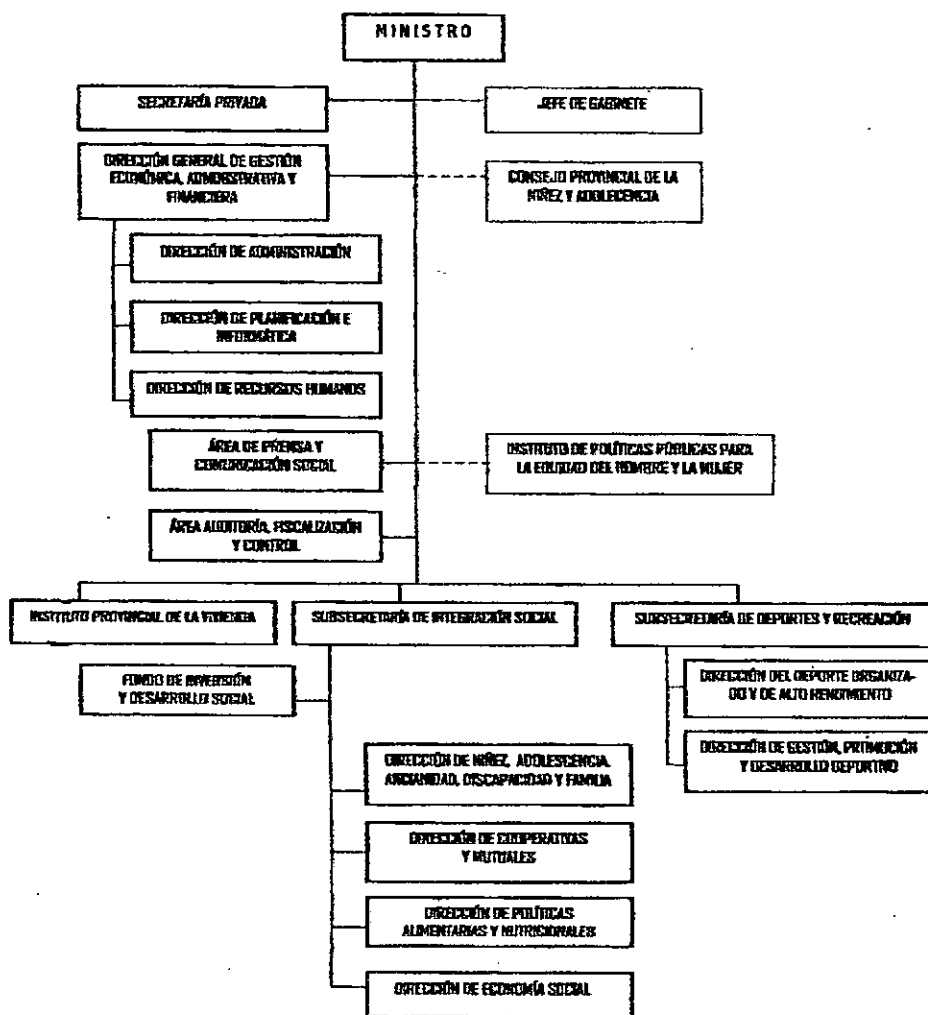 MINISTRO
SECRETARÍA PRIVADA
JEFE DE GABINETE
DIRECCIÓN GENERAL DE GESTIÓN
ECONÓMICA, ADMINISTRATIVA Y
FINANCIERA
CONSEJO PROVINCIAL DE LA
NIÑEZ Y ADOLECENCIA
DIRECCIÓN DE ADMINISTRACIÓN
DIRECCIÓN DE PLANIFICACIÓN E
INFORMÁTICA
DIRECCIÓN DE RECURSOS HUMANOS
ÁREA DE PRENSA Y
COMUNICACIÓN SOCIAL
INSTITUTO DE POLÍTICAS PÚBLICAS PARA
LA EQUIDAD DEL HOMBRE Y LA MUJER
ÁREA AUDITORÍA, FISCALIZACIÓN
Y CONTROL
INSTITUTO PROVINCIAL DE LA VIVIENDA
SUBSECRETARÍA DE INTEGRACIÓN SOCIAL
SUBSECRETARÍA DE DEPORTES Y RECREACIÓN
FONDO DE INVERSIÓN
Y DESARROLLO SOCIAL
DIRECCIÓN DEL DEPORTE ORGANIZA-
DO Y DE ALTO RENDIMIENTO
DIRECCIÓN DE GESTIÓN, PROMOCIÓN
Y DESARROLLO DEPORTIVO
DIRECCIÓN DE NIÑEZ, ADOLESCENCIA,
ANCIANIDAD, DISCAPACIDAD Y FAMILIA
DIRECCIÓN DE COOPERATIVAS
Y MUTUALES
DIRECCIÓN DE POLÍTICAS
ALIMENTARIAS Y NUTRICIONALES
DIRECCIÓN DE ECONOMÍA SOCIAL